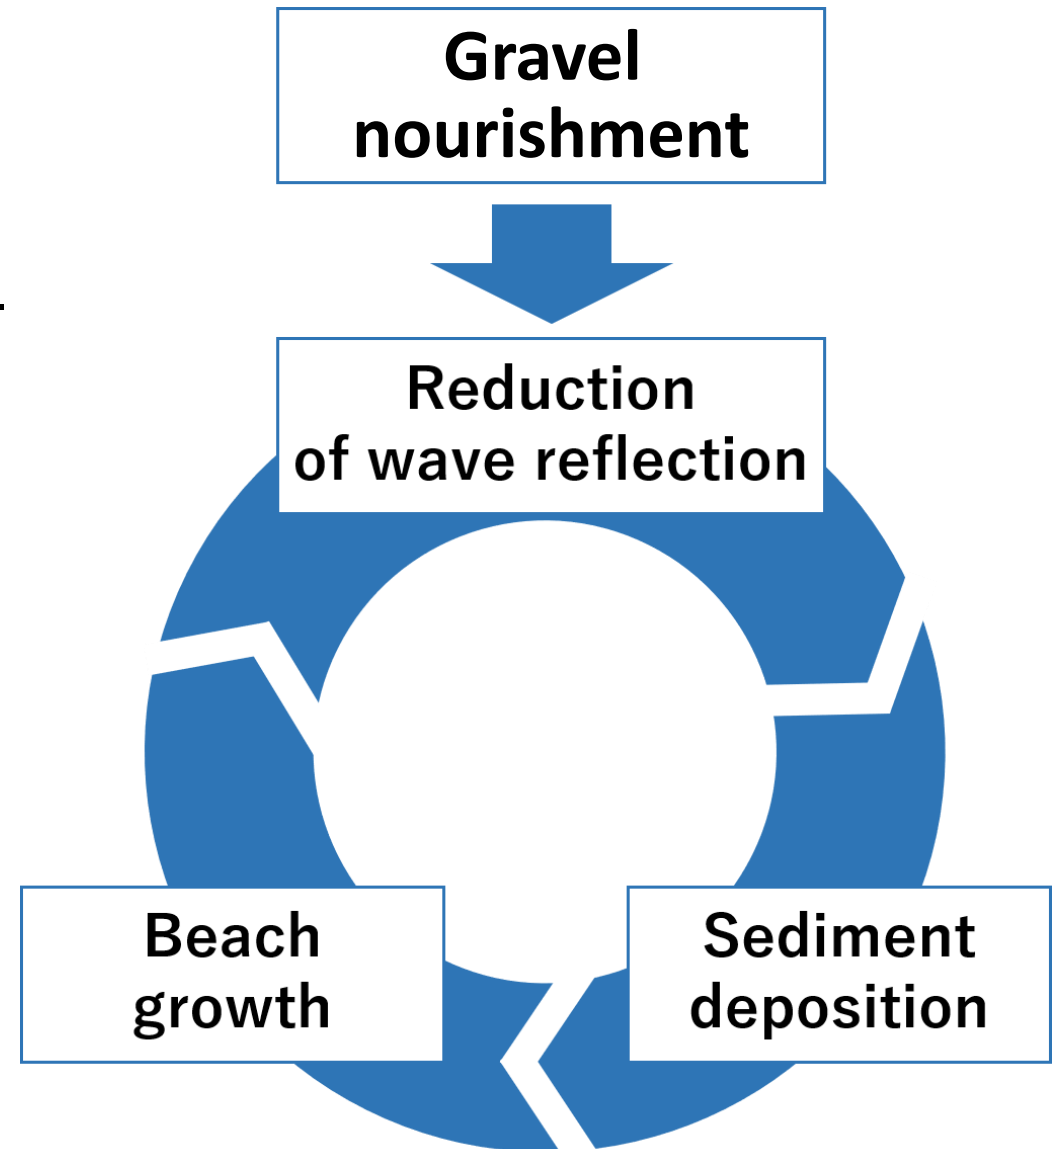 Gravel
nourishment
Reduction
of wave reflection
Sediment
deposition
Beach
growth